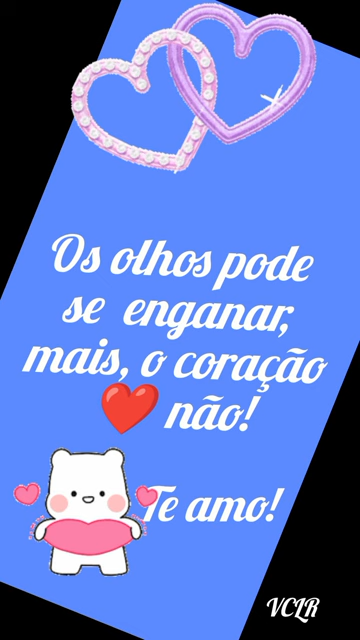 Os olhos pode
se enganar,
mais, o coração
❤️ não!
Te amo!
VCLR